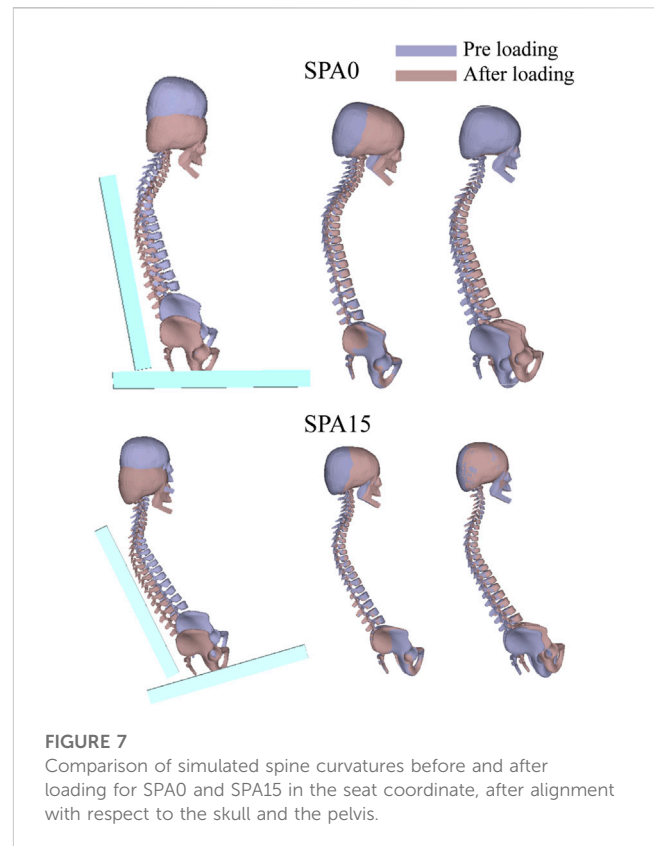 Pre loading
After loading
SPA0
SPA15
FIGURE 7
Comparison of simulated spine curvatures before and after
loading for SPA0 and SPA15 in the seat coordinate, after alignment
with respect to the skull and the pelvis.